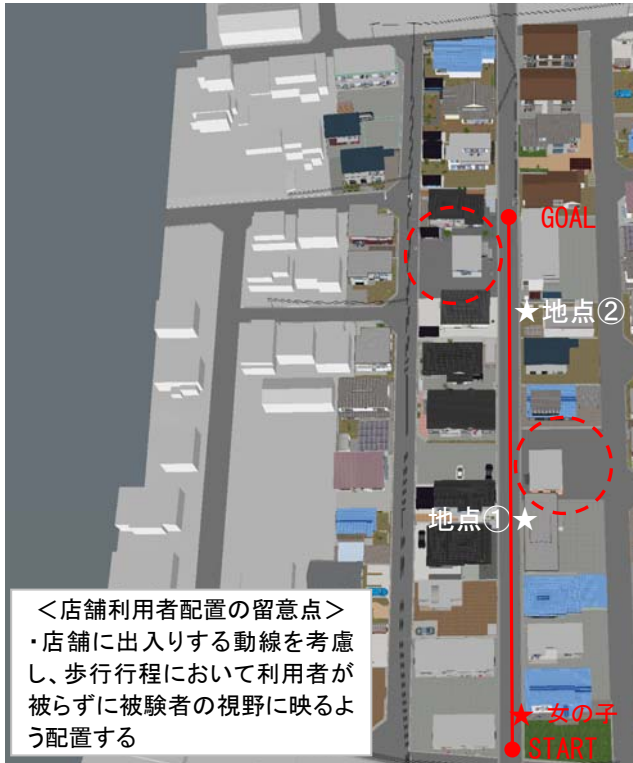 GOAL
★地点②
地点①★
★ 女の子
START
＜店舗利用者配置の留意点＞
・店舗に出入りする動線を考慮
し、歩行行程において利用者が
被らずに被験者の視野に映るよ
う配置する